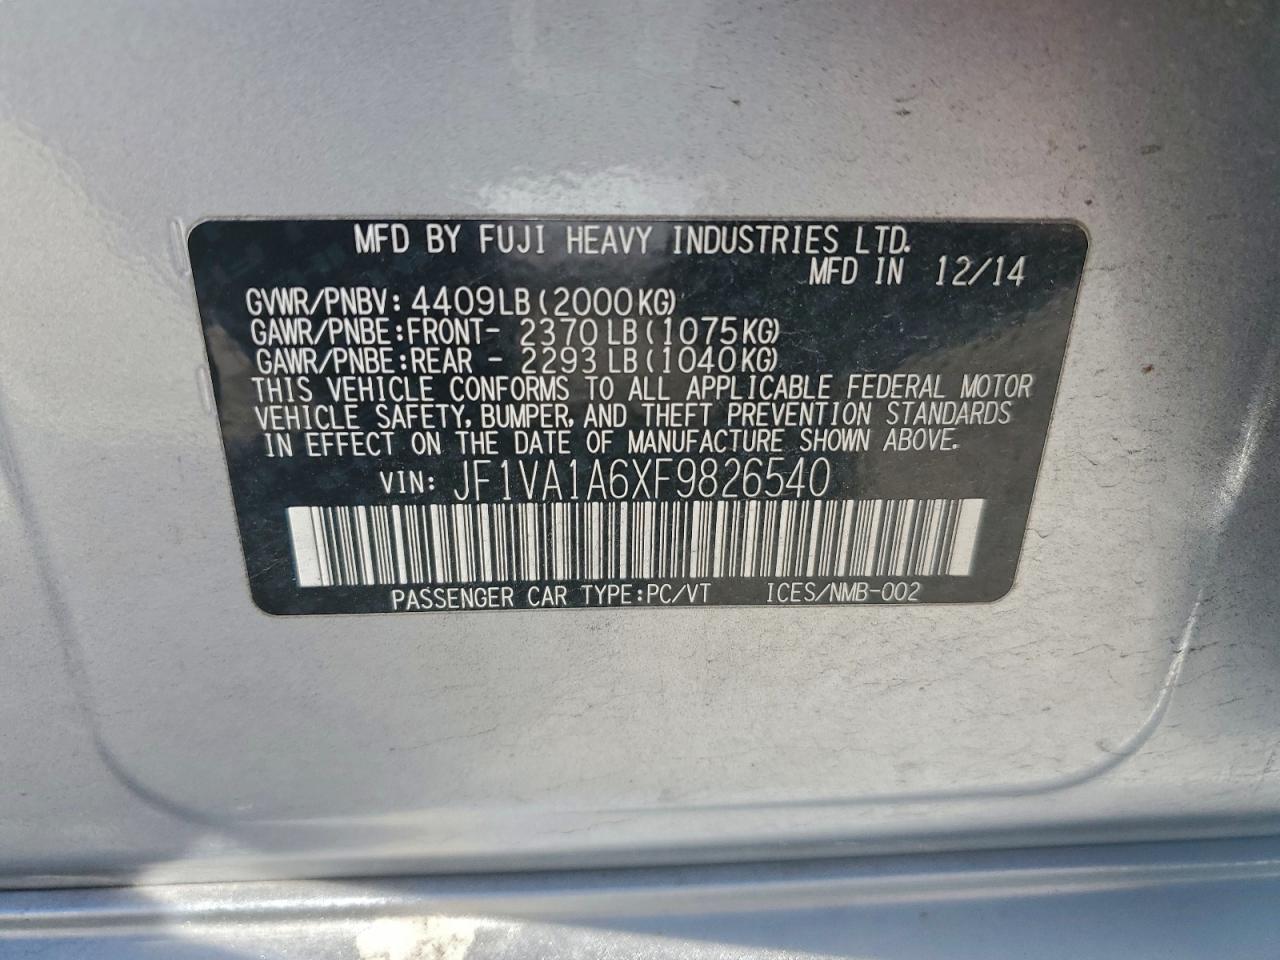 MFD BY FUJI HEAVY INDUSTRIES LTD.
MFD IN 12/14
GVWR/PNBV: 4409LB(2000KG)
GAWR/PNBE:FRONT- 2370LB(1075KG)
GAWR/PNBE:REAR - 2293LB(1040KG)
THIS VEHICLE CONFORMS TO ALL APPLICABLE FEDERAL MOTOR
VEHICLE SAFETY, BUMPER, AND THEFT PREVENTION STANDARDS
IN EFFECT ON THE DATE OF MANUFACTURE SHOWN ABOVE.
VIN: JF1VA1A6XF9826540
PASSENGER CAR TYPE:PC/VT ICES/NMB-002